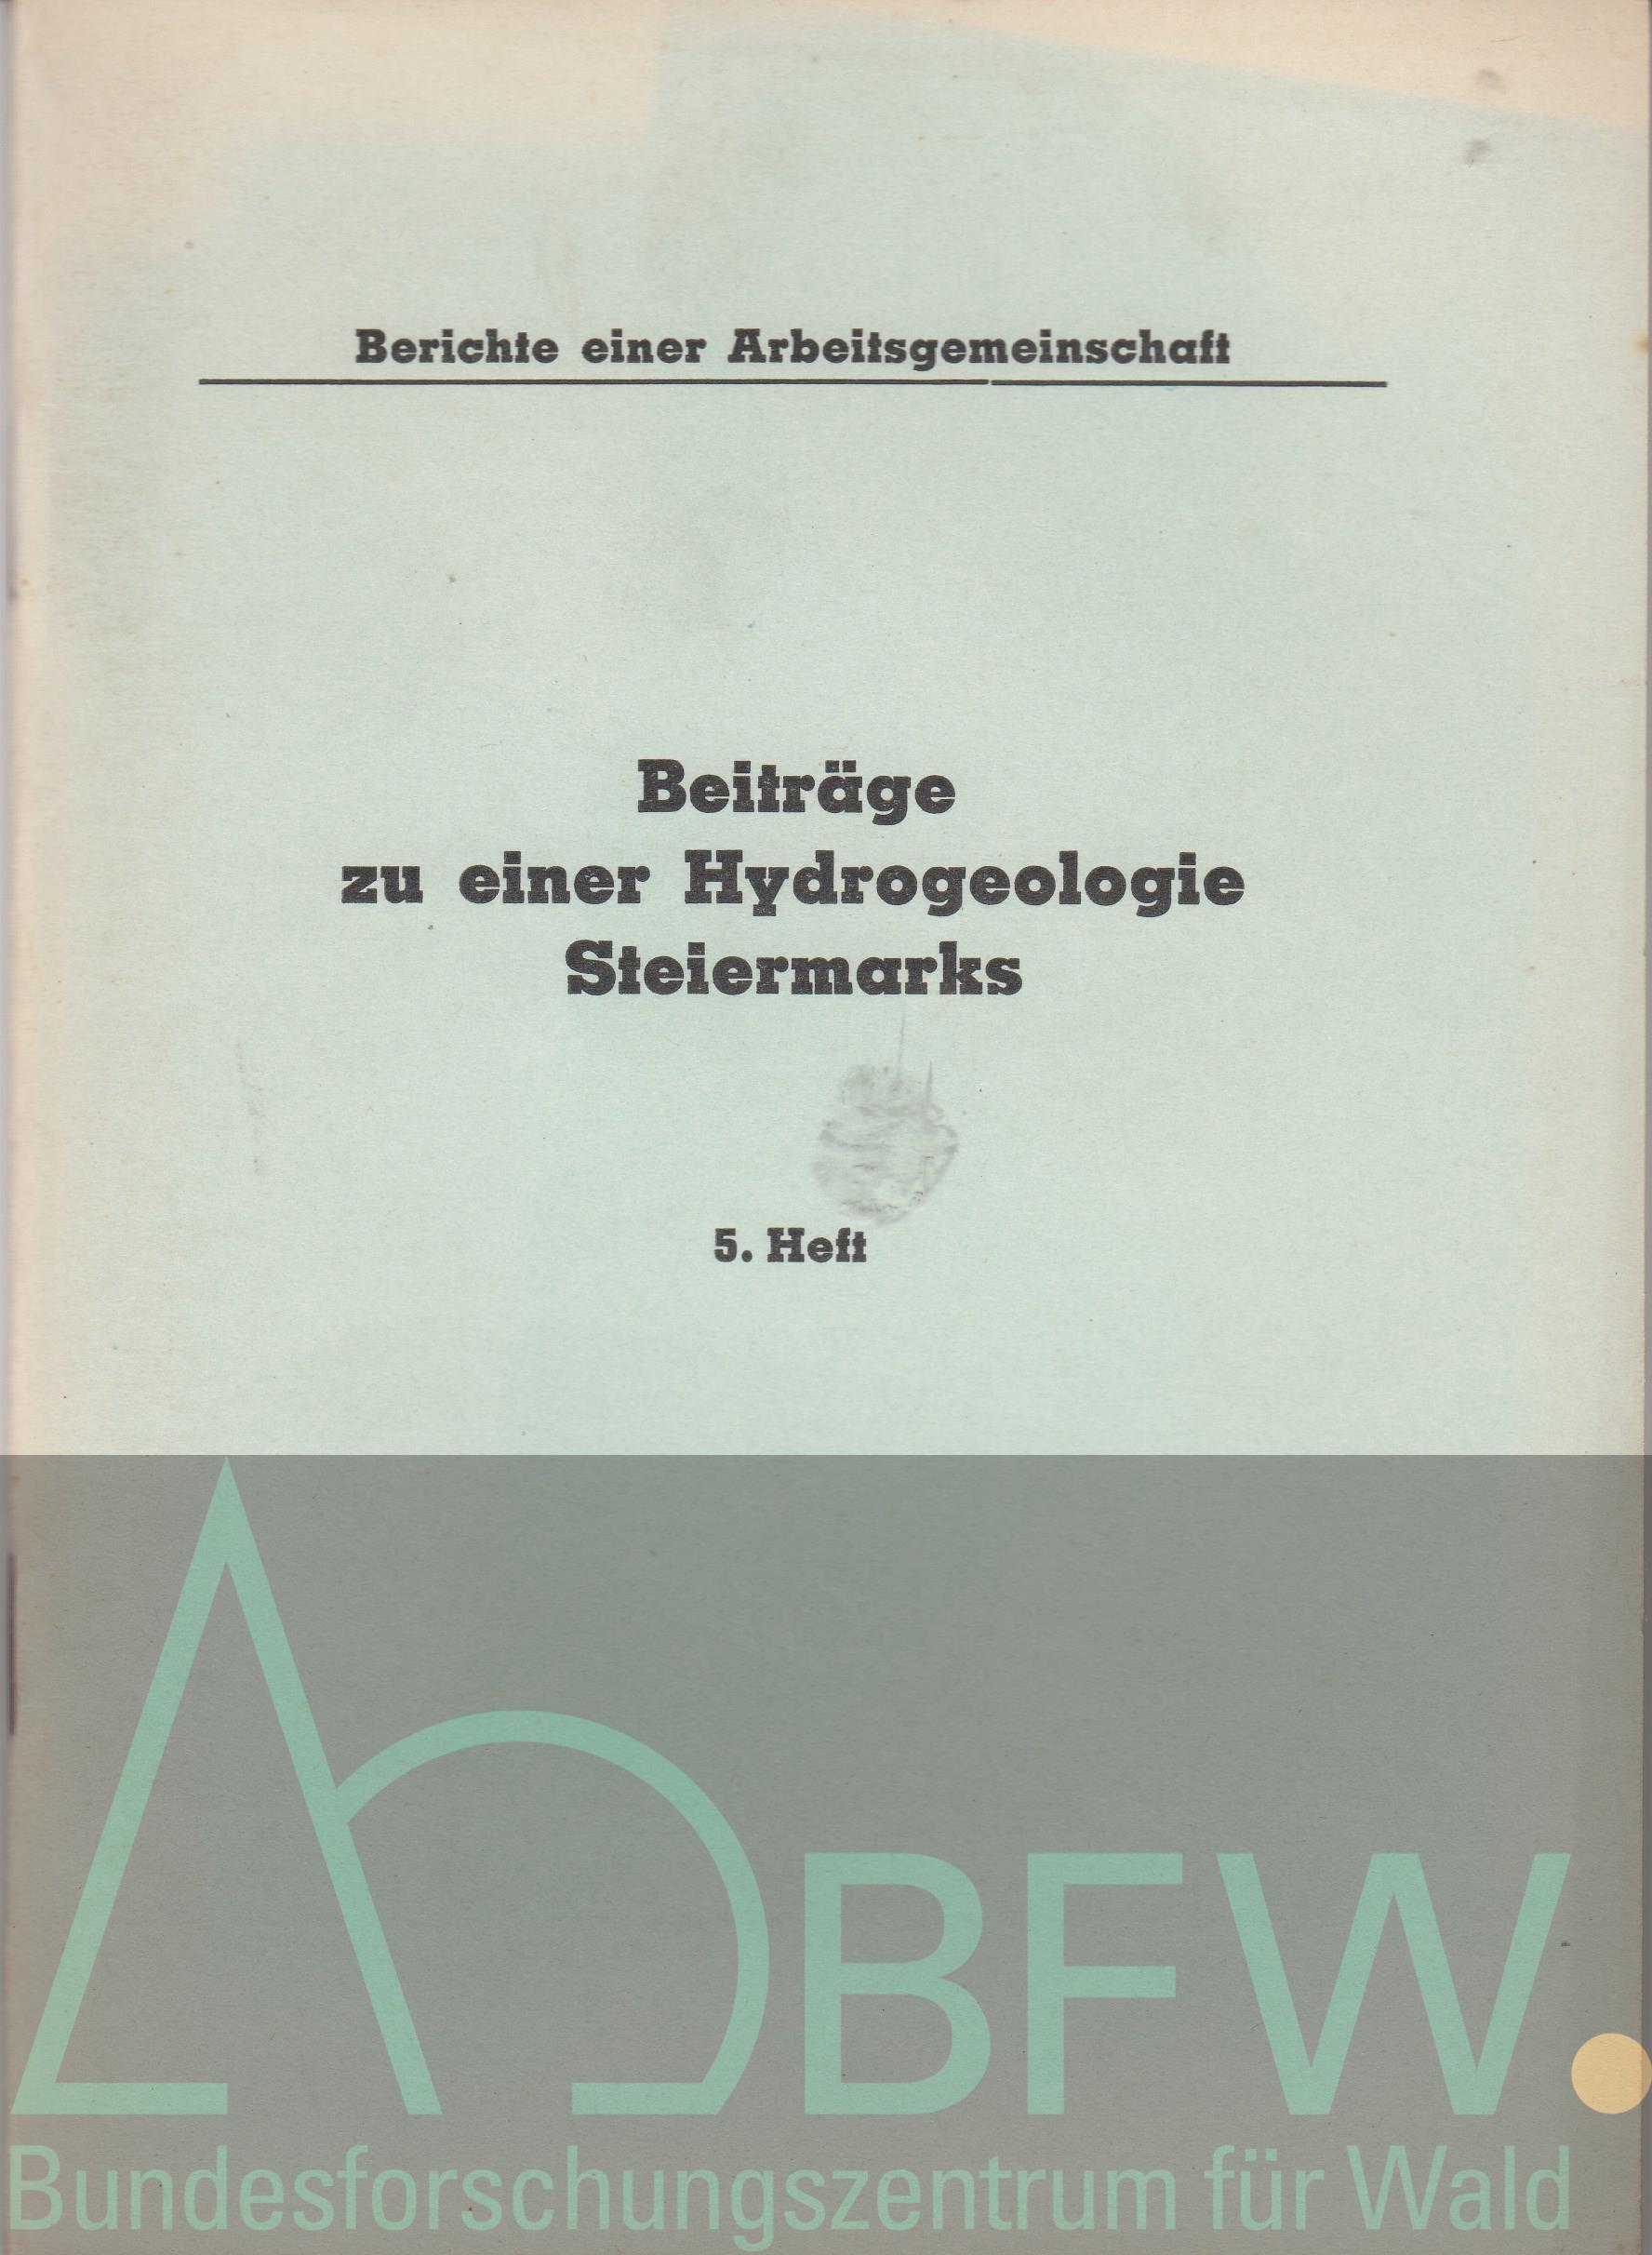 Berichte einer Arbeitsgemeinschaft
Beiträge
zu einer Hydrogeologie
Steiermarks
5. Heft
BFW.
Bundesforschungszentrum für Wald